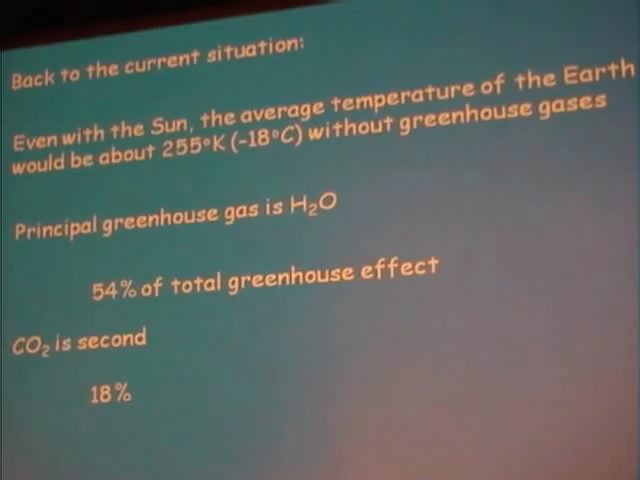 Back to the current situation:
Even with the Sun, the average temperature of the Earth
would be about 255°K (-18°C) without greenhouse gases
Principal greenhouse gas is H₂O
54% of total greenhouse effect
CO₂ is second
18%